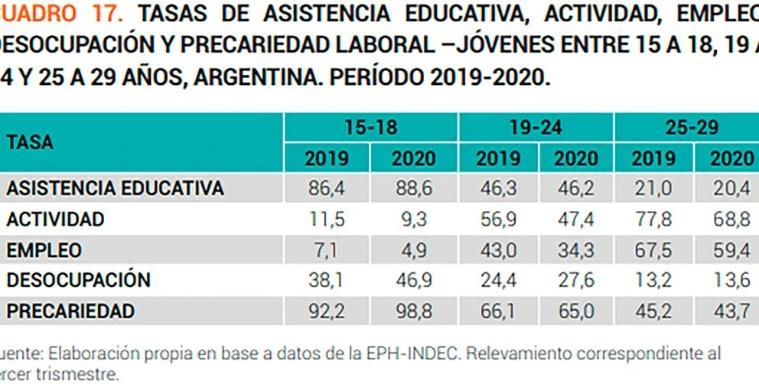 CUADRO 17. TASAS DE ASISTENCIA EDUCATIVA, ACTIVIDAD, EMPLEO,
DESOCUPACIÓN Y PRECARIEDAD LABORAL –JÓVENES ENTRE 15 A 18, 19 A
24 Y 25 A 29 AÑOS, ARGENTINA. PERÍODO 2019-2020.
TASA 15-18 19-24 25-29
2019 2020 2019 2020 2019 2020
ASISTENCIA EDUCATIVA 86,4 88,6 46,3 46,2 21,0 20,4
ACTIVIDAD 11,5 9,3 56,9 47,4 77,8 68,8
EMPLEO 7,1 4,9 43,0 34,3 67,5 59,4
DESOCUPACIÓN 38,1 46,9 24,4 27,6 13,2 13,6
PRECARIEDAD 92,2 98,8 66,1 65,0 45,2 43,7
uente: Elaboración propia en base a datos de la EPH-INDEC. Relevamiento correspondiente al
ercer trismestre.